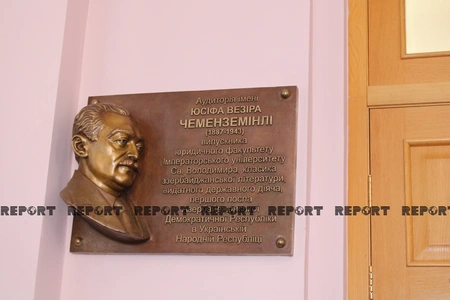 Аудиторія імені
ЮСІФА ВЕЗІРА
ЧЕМЕНЗЕМІНЛІ
(1887-1943)
випускника
юридичного факультету
Імператорського університету
Св. Володимира, класика
азербайджанської літератури,
видатного державного діяча,
першого посла
Демократичної Республіки
в Українській
Народній Республіці
REPORT REPORT REPORT REPORT REPORT REPORT REPORT